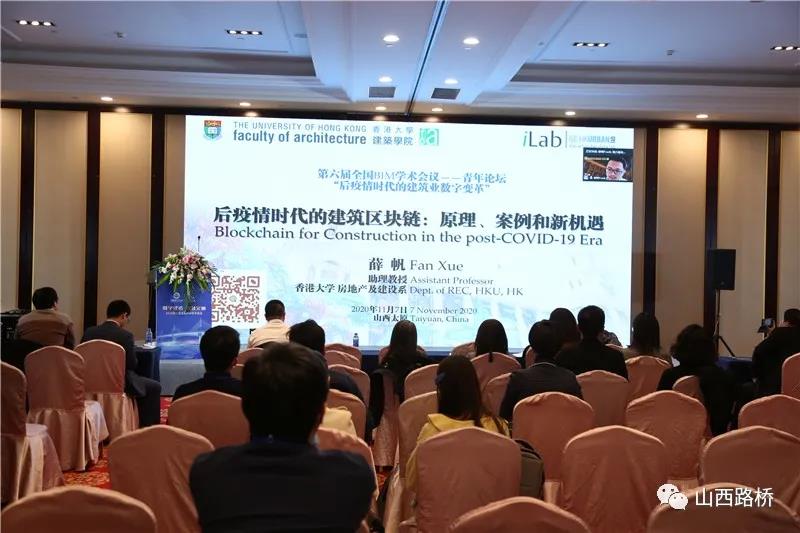 THE UNIVERSITY OF HONG KONG 香港大學
faculty of architecture 建築學院
iLab
第六届全国BIM学术会议——青年论坛
"后疫情时代的建筑业数字变革"
后疫情时代的建筑区块链：原理、案例和新机遇
Blockchain for Construction in the post-COVID-19 Era
薛 帆 Fan Xue
助理教授 Assistant Professor
香港大学 房地产及建设系 Dept. of REC, HKU, HK
2020年11月7日 7 November 2020
山西太原 Taiyuan, China
山西路桥